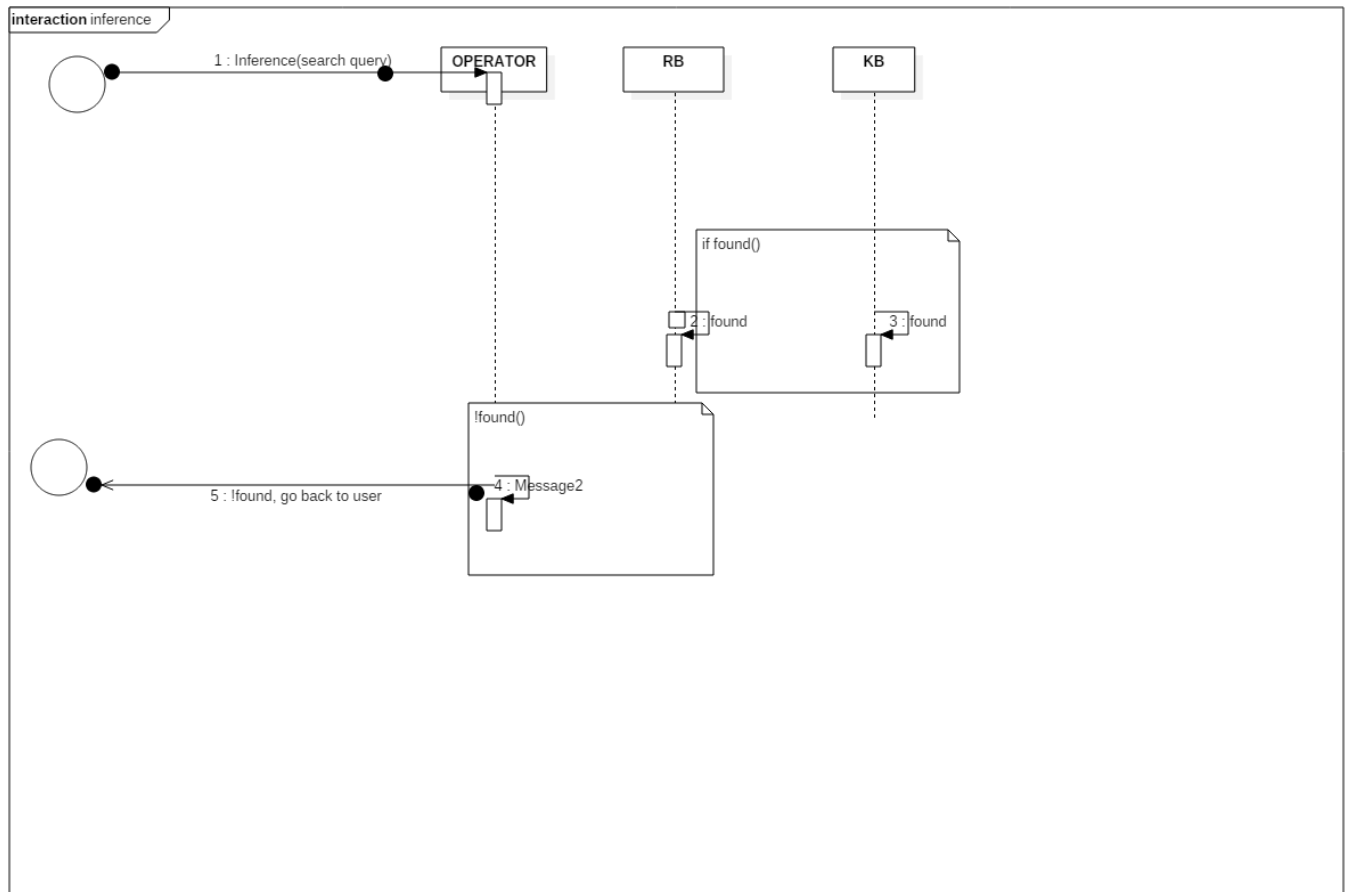 interaction inference
1 : Inference(search query)
OPERATOR
RB
KB
if found()
2 : found
3 : found
!found()
4 : Message2
5 : !found, go back to user